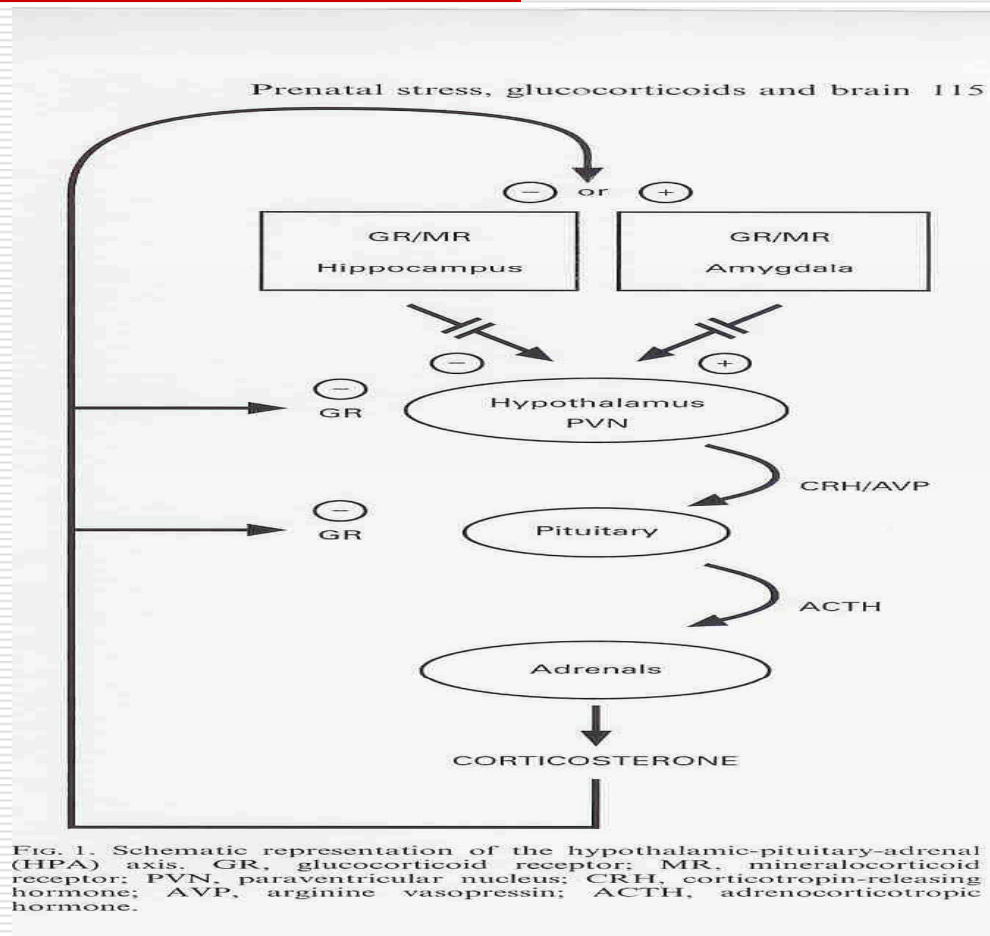 Prenatal stress, glucocorticoids and brain 115
− or +
GR/MR
Hippocampus
GR/MR
Amygdala
− +
−
GR
Hypothalamus
PVN
CRH/AVP
−
GR
Pituitary
ACTH
Adrenals
CORTICOSTERONE
FIG. 1. Schematic representation of the hypothalamic-pituitary-adrenal
(HPA) axis. GR, glucocorticoid receptor; MR, mineralocorticoid
receptor; PVN, paraventricular nucleus; CRH, corticotropin-releasing
hormone; AVP, arginine vasopressin; ACTH, adrenocorticotropic
hormone.